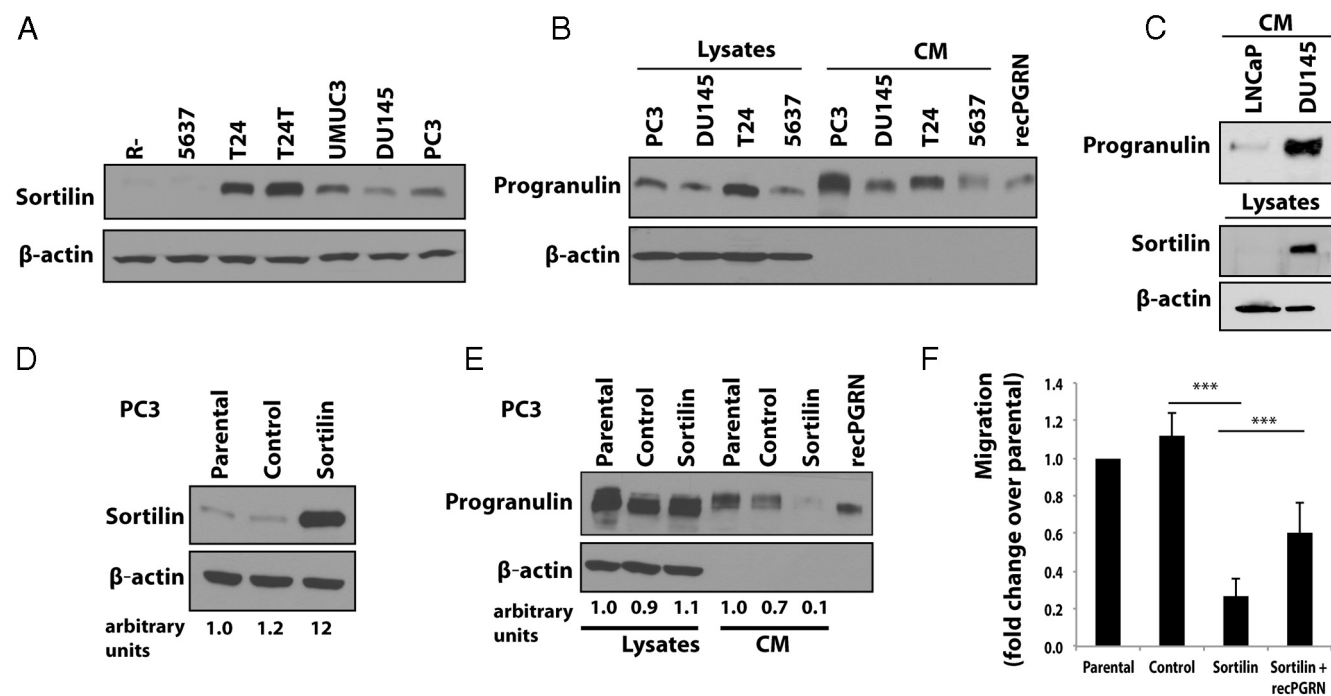 A
R-
5637
T24
T24T
UMUC3
DU145
PC3
Sortilin
β-actin
B
Lysates
CM
PC3
DU145
T24
5637
PC3
DU145
T24
5637
recPGRN
Progranulin
β-actin
C
CM
LNCaP
DU145
Progranulin
Lysates
Sortilin
β-actin
D
PC3
Parental
Control
Sortilin
Sortilin
β-actin
arbitrary
units
1.0 1.2 12
E
PC3
Parental
Control
Sortilin
Parental
Control
Sortilin
recPGRN
Progranulin
β-actin
arbitrary
units
1.0 0.9 1.1 1.0 0.7 0.1
Lysates
CM
F
Migration
(fold change over parental)
1.4
1.2
1.0
0.8
0.6
0.4
0.2
0.0
***
***
Parental
Control
Sortilin
Sortilin +
recPGRN